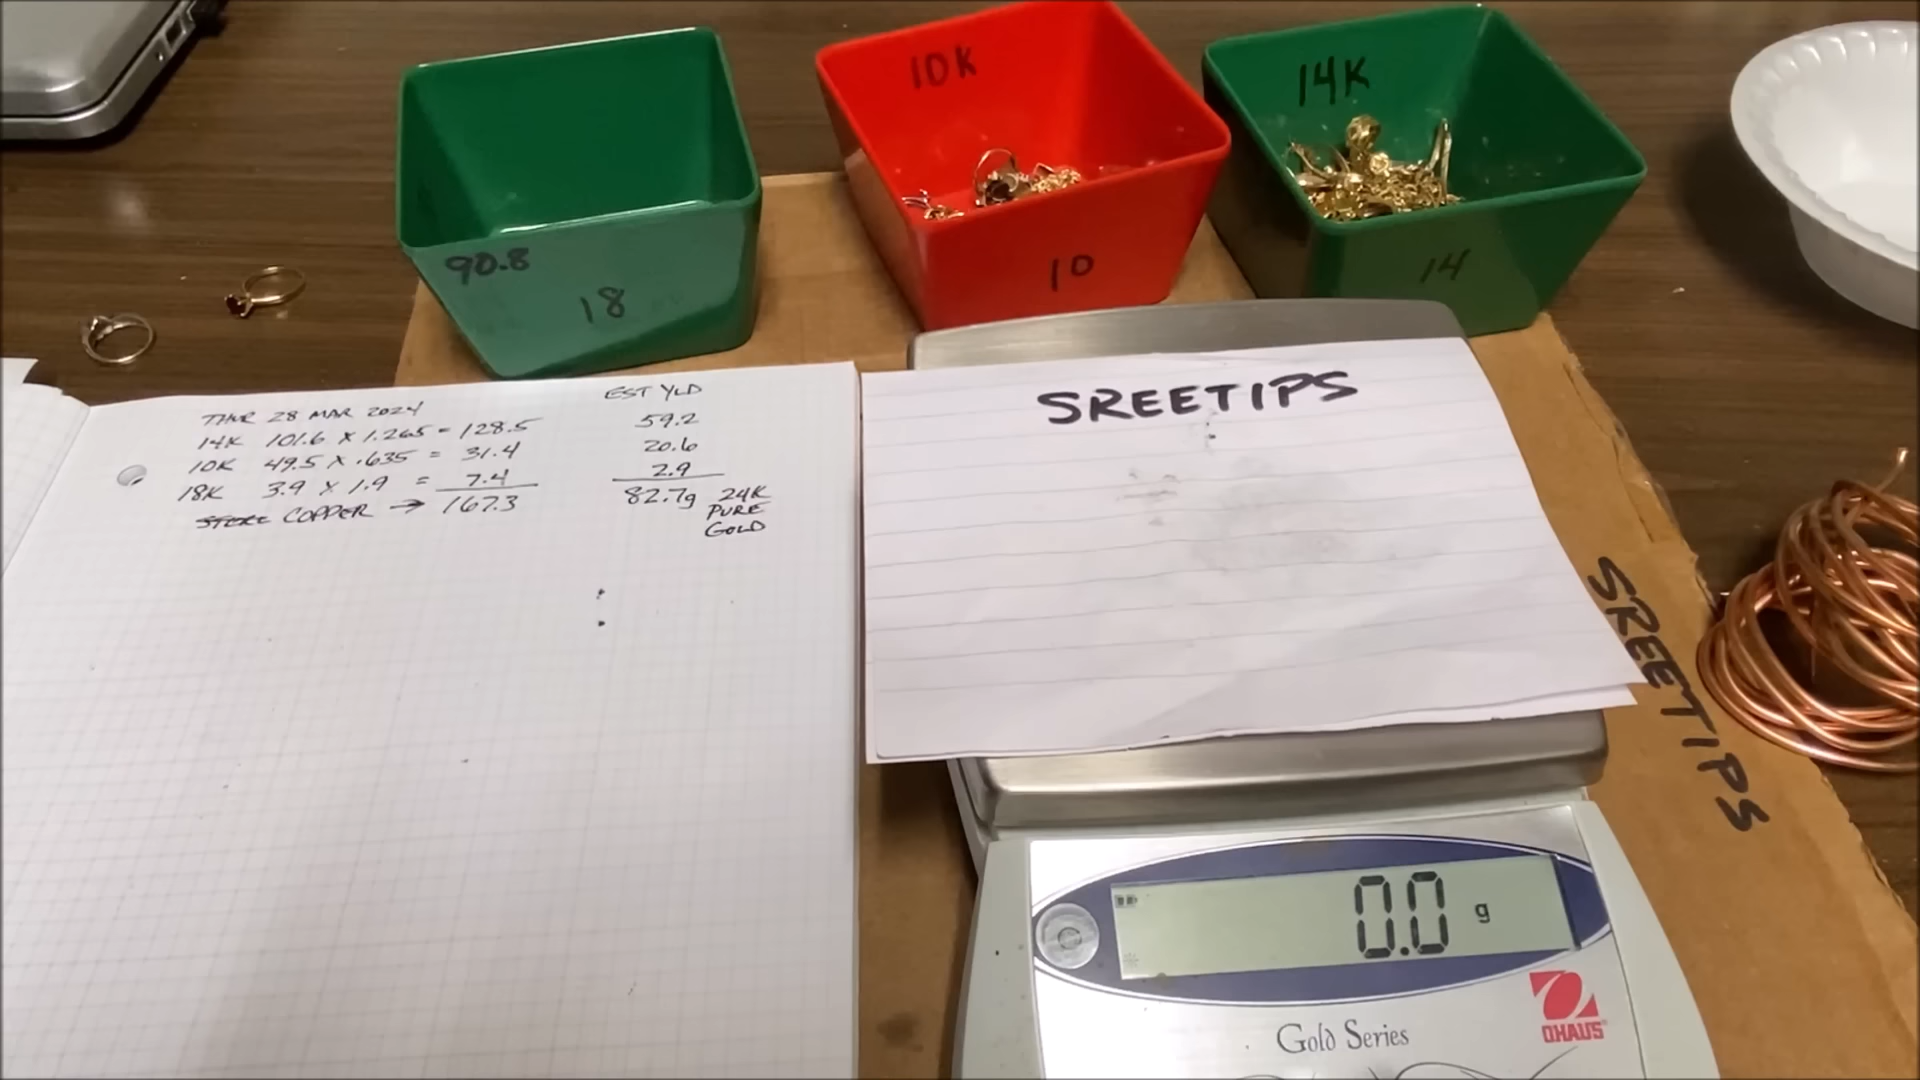 10K
14K
90.8
18
10
14
EST YLD
THUR 28 MAR 2024
14K 101.6 X 1.265 = 128.5 59.2
10K 49.5 X .635 = 31.4 20.6
18K 3.9 X 1.9 = 7.4 2.9
COPPER → 167.3 82.7g 24K
PURE
GOLD
SREETIPS
SREETIPS
0.0 g
Gold Series
OHAUS